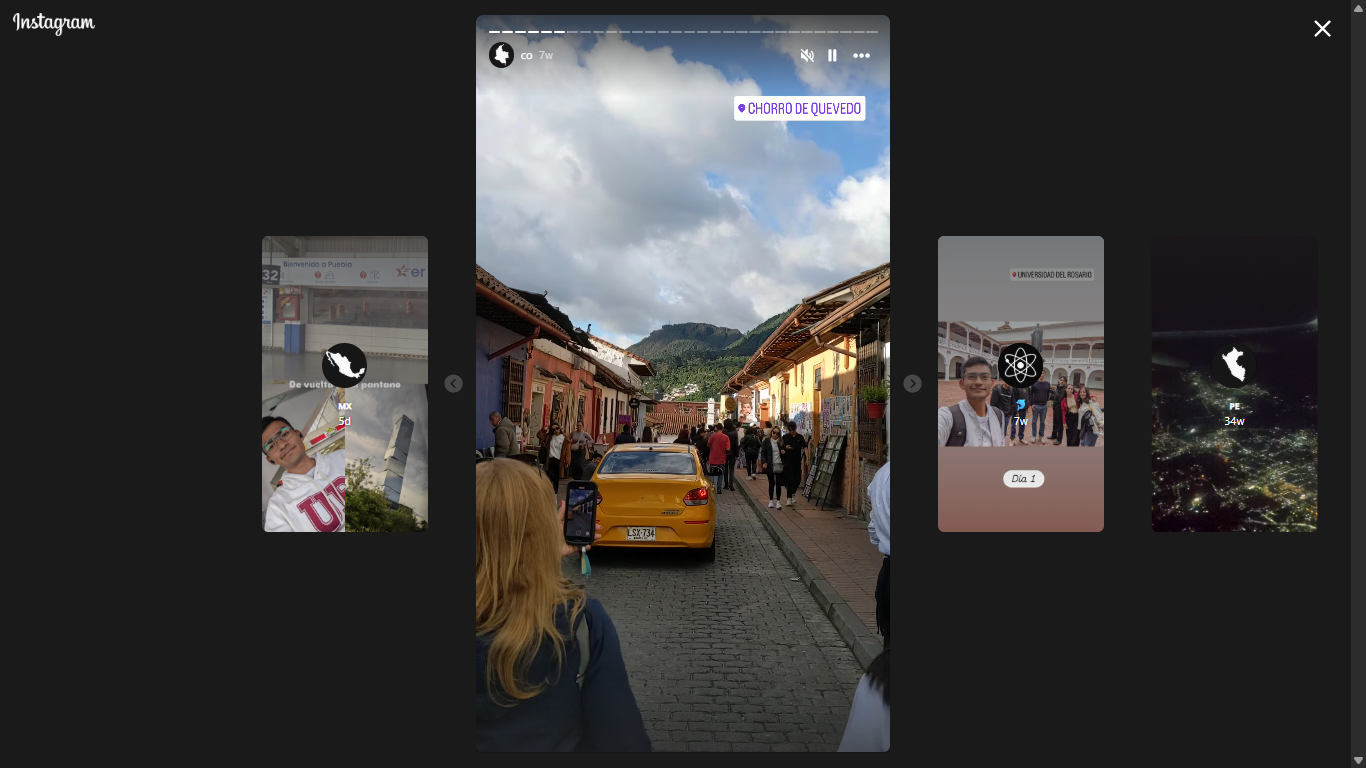 Instagram
co 7w
CHORRO DE QUEVEDO
32
Bienvenido a Puebla
er
De vuelta
pantano
MX
5d
LSX-734
UNIVERSIDAD DEL ROSARIO
7w
Día 1
PE
34w